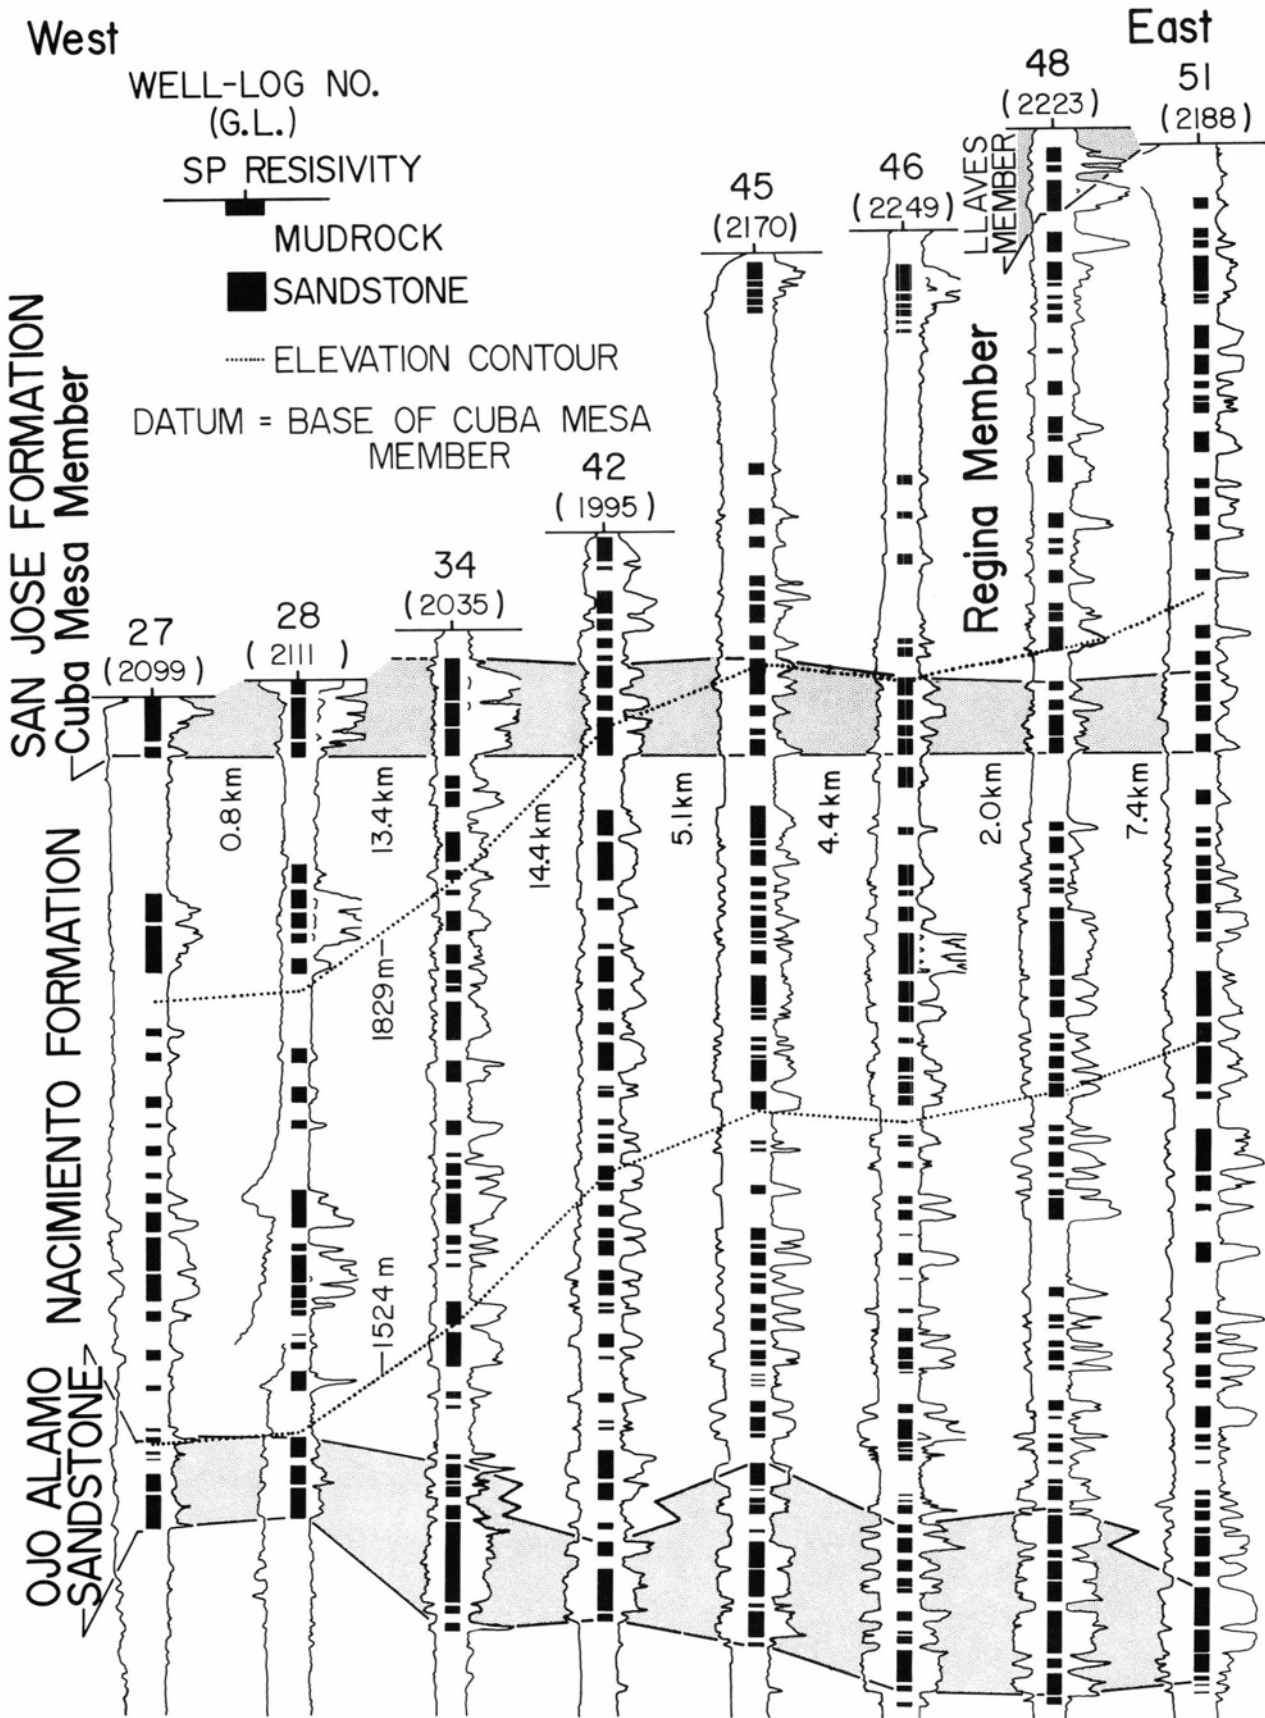 West
East
WELL-LOG NO.
(G.L.)
SP RESISIVITY
MUDROCK
SANDSTONE
ELEVATION CONTOUR
DATUM = BASE OF CUBA MESA
MEMBER
27
(2099)
28
(2111)
34
(2035)
42
(1995)
45
(2170)
46
(2249)
48
(2223)
51
(2188)
LLAVES
MEMBER
Regina Member
SAN JOSE FORMATION
Cuba Mesa Member
NACIMIENTO FORMATION
OJO ALAMO
SANDSTONE
0.8km
13.4km
14.4km
5.1km
4.4km
2.0km
7.4km
1829m
1524 m